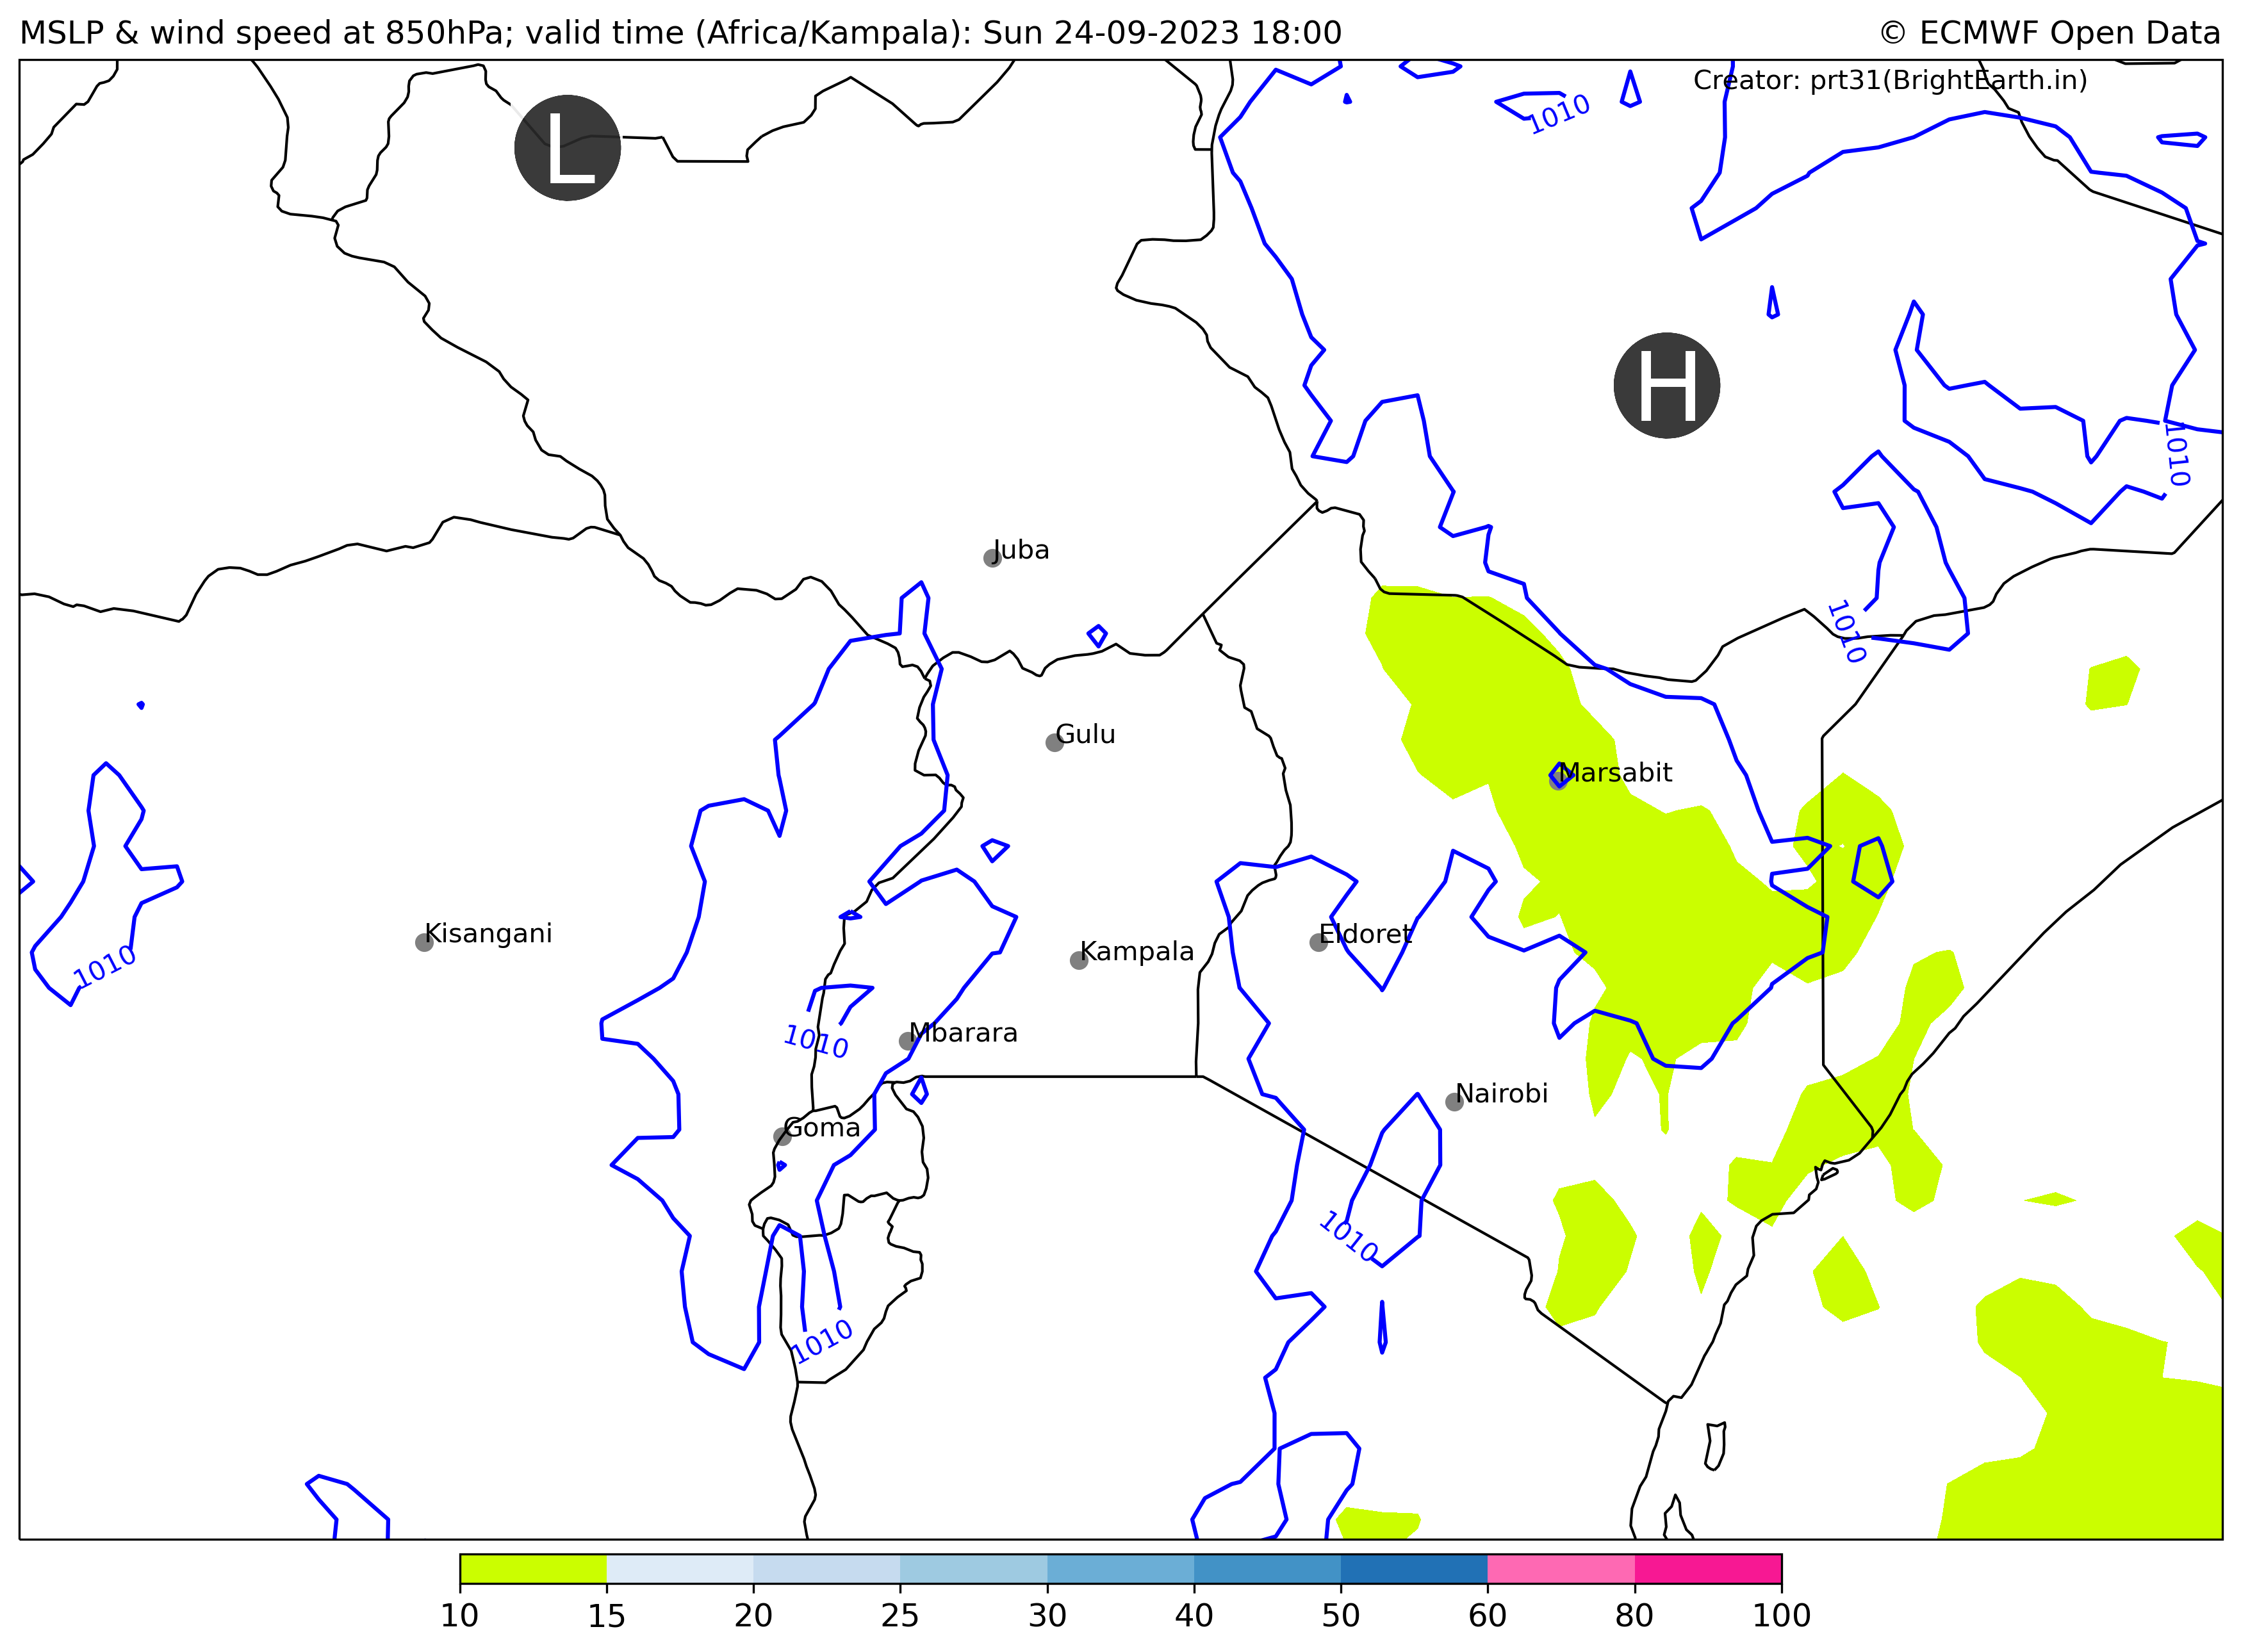 MSLP & wind speed at 850hPa; valid time (Africa/Kampala): Sun 24-09-2023 18:00
© ECMWF Open Data
Creator: prt31(BrightEarth.in)
1010
L
H
1010
Juba
1010
Gulu
Marsabit
Kisangani
Eldoret
Kampala
1010
Mbarara
1010
Nairobi
Goma
1010
1010
10 15 20 25 30 40 50 60 80 100